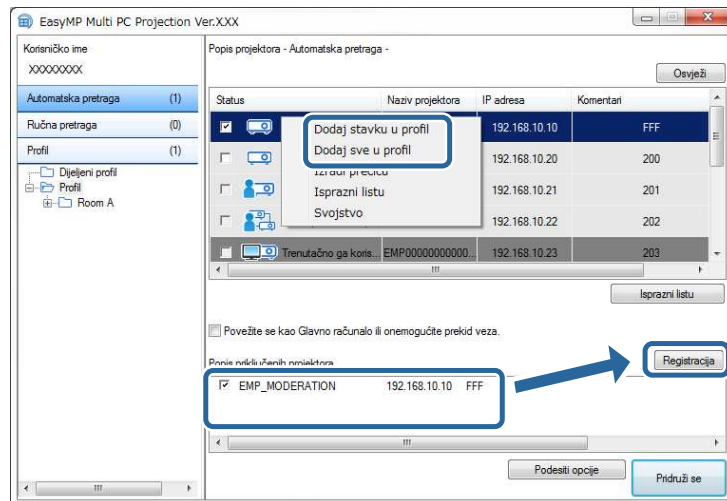 EasyMP Multi PC Projection Ver.XXX
Korisničko ime
XXXXXXXX
Automatska pretraga (1)
Ručna pretraga (0)
Profil (1)
Dijeljeni profil
Profil
Room A
Popis projektora - Automatska pretraga -
Osvježi
Status Naziv projektora IP adresa Komentari
192.168.10.10 FFF
192.168.10.20 200
192.168.10.21 201
192.168.10.22 202
Trenutačno ga koris... EMP00000000000... 192.168.10.23 203
Dodaj stavku u profil
Dodaj sve u profil
Izradi prečicu
Isprazni listu
Svojstvo
Isprazni listu
Povežite se kao Glavno računalo ili onemogućite prekid veza.
Popis priključenih projektora
Registracija
EMP_MODERATION 192.168.10.10 FFF
Podesiti opcije
Pridruži se